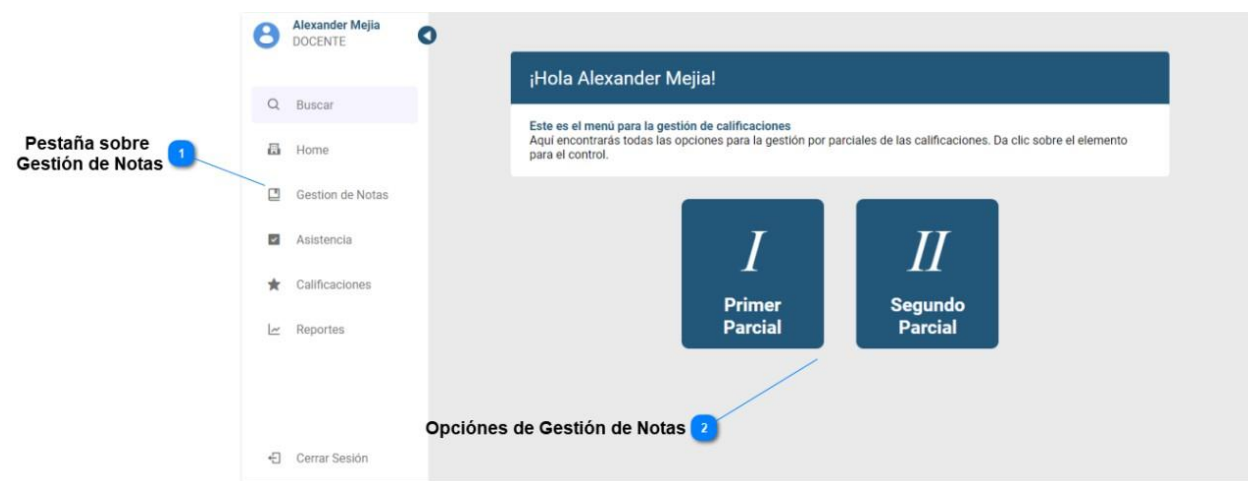 Alexander Mejia
DOCENTE
Buscar
Home
Gestion de Notas
Asistencia
Calificaciones
Reportes
Cerrar Sesión
Pestaña sobre
Gestión de Notas
1
¡Hola Alexander Mejia!
Este es el menú para la gestión de calificaciones
Aquí encontrarás todas las opciones para la gestión por parciales de las calificaciones. Da clic sobre el elemento
para el control.
I
Primer
Parcial
II
Segundo
Parcial
Opciónes de Gestión de Notas
2